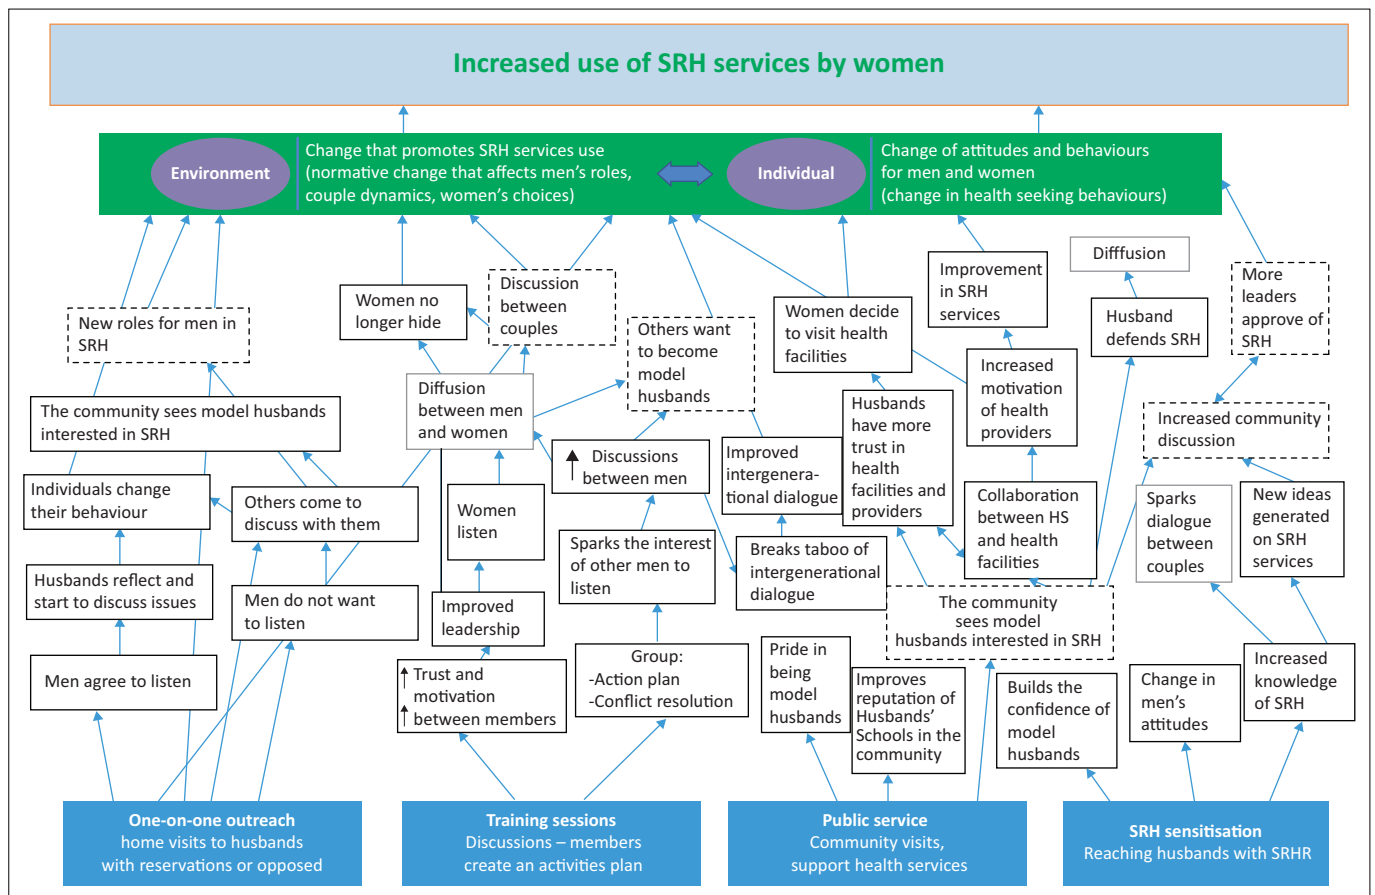 Increased use of SRH services by women
Environment
Change that promotes SRH services use
(normative change that affects men's roles,
couple dynamics, women's choices)
Individual
Change of attitudes and behaviours
for men and women
(change in health seeking behaviours)
New roles for men in
SRH
Women no
longer hide
Discussion
between
couples
Others want
to become
model
husbands
Women decide
to visit health
facilities
Improvement
in SRH
services
Difffusion
Husband
defends SRH
More
leaders
approve of
SRH
The community sees model husbands
interested in SRH
Diffusion
between men
and women
Husbands
have more
trust in
health
facilities and
providers
Increased
motivation
of health
providers
Increased community
discussion
Individuals change
their behaviour
Others come to
discuss with them
Women
listen
Discussions
between men
Improved
intergenera-
tional dialogue
Collaboration
between HS
and health
facilities
Sparks
dialogue
between
couples
New ideas
generated
on SRH
services
Husbands reflect and
start to discuss issues
Men do not want
to listen
Improved
leadership
Sparks the interest
of other men to
listen
Breaks taboo of
intergenerational
dialogue
The community
sees model
husbands interested in SRH
Men agree to listen
Trust and
motivation
between members
Group:
-Action plan
-Conflict resolution
Pride in
being
model
husbands
Improves
reputation of
Husbands'
Schools in the
community
Builds the
confidence of
model
husbands
Change in
men's
attitudes
Increased
knowledge
of SRH
One-on-one outreach
home visits to husbands
with reservations or opposed
Training sessions
Discussions – members
create an activities plan
Public service
Community visits,
support health services
SRH sensitisation
Reaching husbands with SRHR